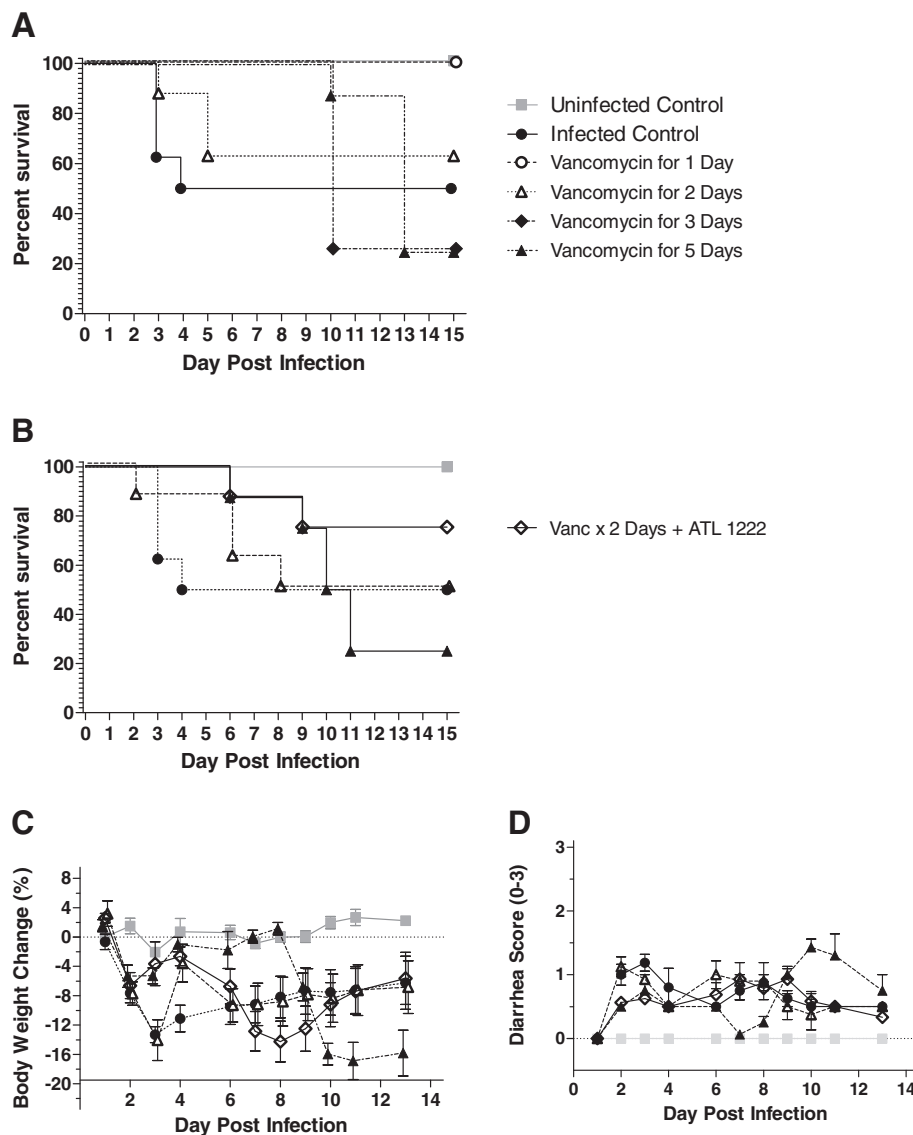 A
100
80
60
40
20
0
Percent survival
0 1 2 3 4 5 6 7 8 9 10 11 12 13 14 15
Day Post Infection
Uninfected Control
Infected Control
Vancomycin for 1 Day
Vancomycin for 2 Days
Vancomycin for 3 Days
Vancomycin for 5 Days
B
100
80
60
40
20
0
Percent survival
0 1 2 3 4 5 6 7 8 9 10 11 12 13 14 15
Day Post Infection
Vanc x 2 Days + ATL 1222
C
8
4
0
-4
-8
-12
-16
-20
Body Weight Change (%)
2 4 6 8 10 12 14
Day Post Infection
D
3
2
1
0
Diarrhea Score (0-3)
0 2 4 6 8 10 12 14
Day Post Infection